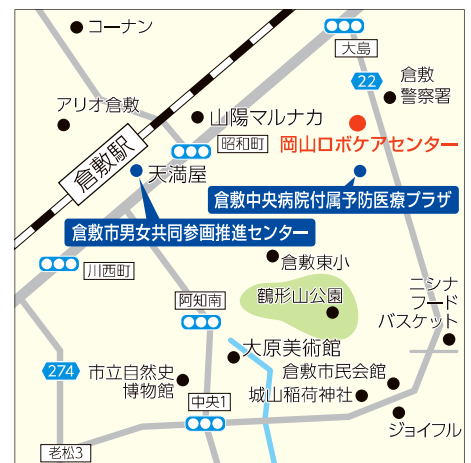 コーナン
大島
22
倉敷
警察署
アリオ倉敷
山陽マルナカ
昭和町
岡山ロボケアセンター
倉敷駅
天満屋
倉敷中央病院付属予防医療プラザ
倉敷市男女共同参画推進センター
倉敷東小
川西町
阿知南
鶴形山公園
ニシナ
フード
バスケット
大原美術館
274
市立自然史
博物館
倉敷市民会館
城山稲荷神社
中央1
ジョイフル
老松3